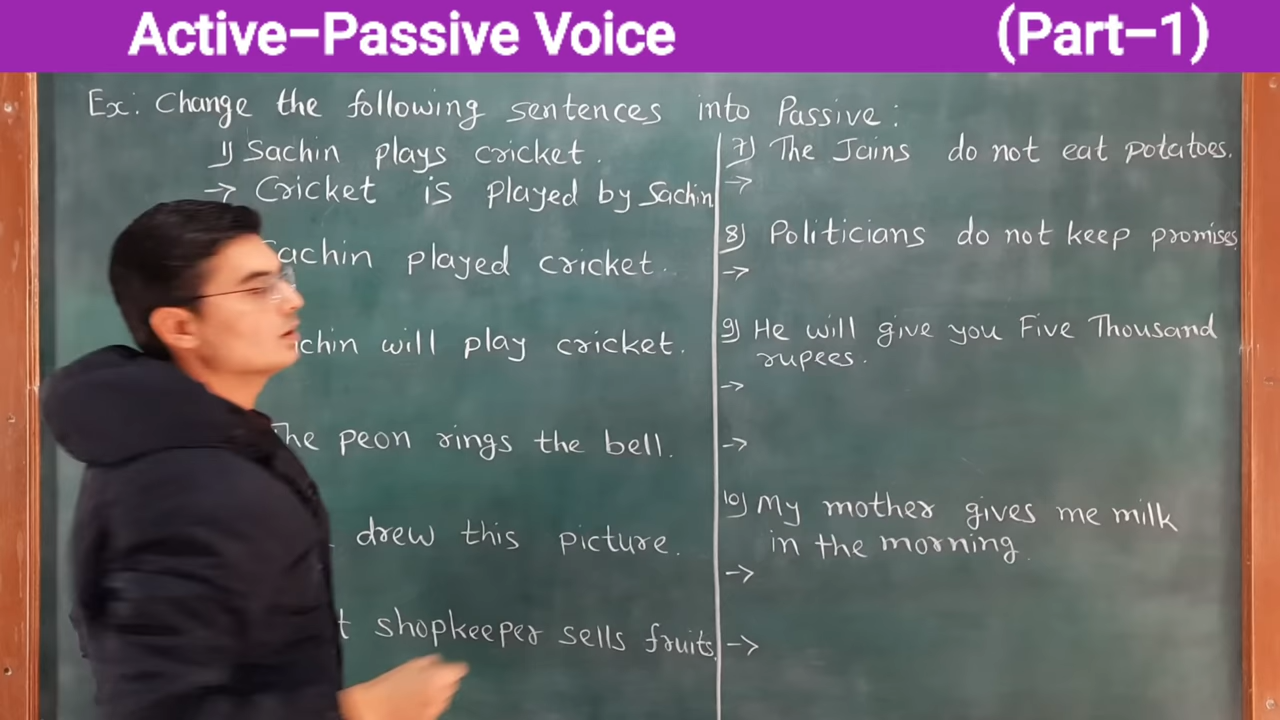 Active–Passive Voice (Part–1)
Ex: Change the following sentences into Passive:
1) Sachin plays cricket.
→ Cricket is played by Sachin
achin played cricket.
chin will play cricket.
The peon rings the bell.
drew this picture.
t shopkeeper sells fruits.
7) The Jains do not eat potatoes.
→
8) Politicians do not keep promises
→
9) He will give you Five Thousand
rupees.
→
→
10) My mother gives me milk
in the morning.
→
→